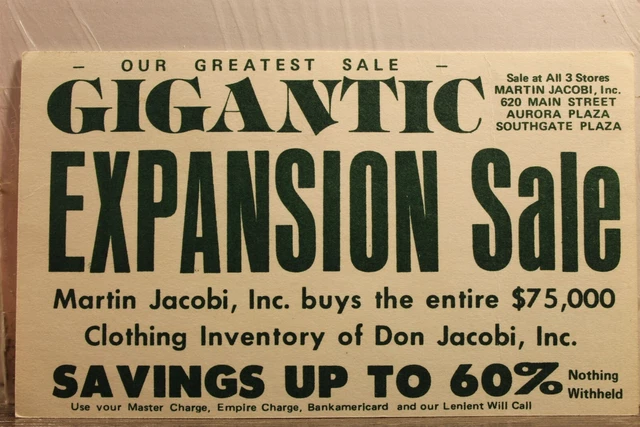 — OUR GREATEST SALE —
GIGANTIC
Sale at All 3 Stores
MARTIN JACOBI, Inc.
620 MAIN STREET
AURORA PLAZA
SOUTHGATE PLAZA
EXPANSION Sale
Martin Jacobi, Inc. buys the entire $75,000
Clothing Inventory of Don Jacobi, Inc.
SAVINGS UP TO 60%
Nothing
Withheld
Use your Master Charge, Empire Charge, Bankamericard and our Lenient Will Call